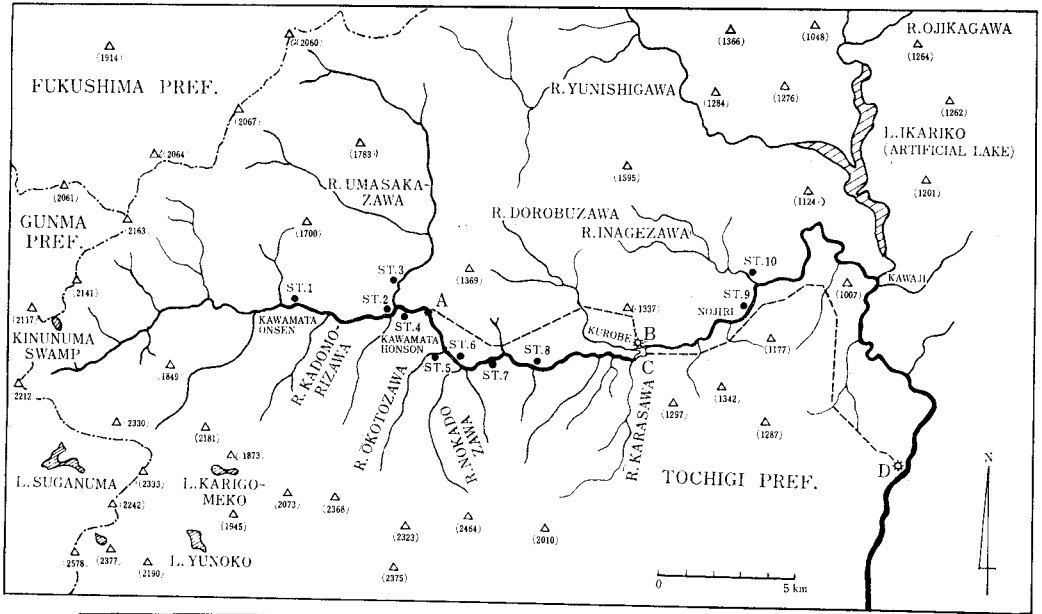 (1914)
(2060)
(1366)
(1048)
R.OJIKAGAWA
(1264)
FUKUSHIMA PREF.
R.YUNISHIGAWA
(1284)
(1276)
(1262)
(2067)
L.IKARIKO
(ARTIFICIAL LAKE)
(1783)
(2064)
(1595)
(1201)
(2061)
R.UMASAKA-
ZAWA
(1124)
GUNMA
PREF.
2163
(1700)
R.DOROBUZAWA
R.INAGEZAWA
ST.3
(1369)
ST.10
(2141)
KAWAJI
(1007)
ST.1
ST.2
A
(1337)
ST.9
(2117)
ST.4
NOJIRI
KAWAMATA
ONSEN
KAWAMATA
HONSON
KUROBE
B
KINUNUMA
SWAMP
R.KADOMO-
RIZAWA
ST.5
ST.6
ST.7
ST.8
C
(1177)
(1849)
2212
R.ŌKOTOZAWA
R.NOKADO
ZAWA
R.KARASAWA
(1297)
(1342)
(2330)
(2181)
(1287)
(1873)
D
N
L.SUGANUMA
(2333)
L.KARIGO-
MEKO
TOCHIGI PREF.
(2242)
(2073)
(2368)
(1945)
(2323)
(2464)
(2010)
L.YUNOKO
(2578)
(2377)
(2190)
(2375)
0
5 km